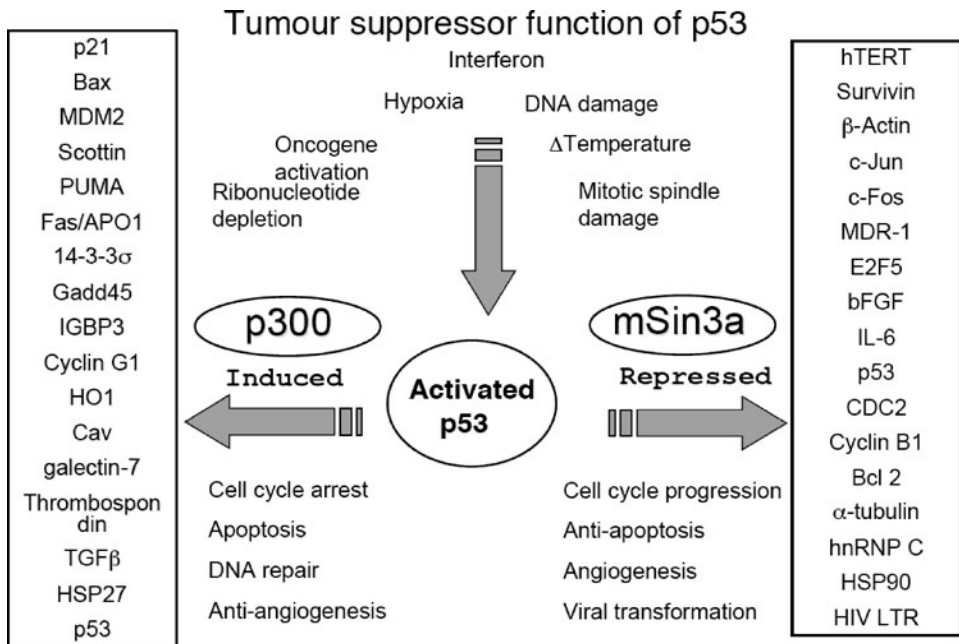 Tumour suppressor function of p53
p21
Bax
MDM2
Scottin
PUMA
Fas/APO1
14-3-3σ
Gadd45
IGBP3
Cyclin G1
HO1
Cav
galectin-7
Thrombospon
din
TGFβ
HSP27
p53
Interferon
Hypoxia
DNA damage
Oncogene
activation
ΔTemperature
Ribonucleotide
depletion
Mitotic spindle
damage
p300
mSin3a
Induced
Activated
p53
Repressed
Cell cycle arrest
Apoptosis
DNA repair
Anti-angiogenesis
Cell cycle progression
Anti-apoptosis
Angiogenesis
Viral transformation
hTERT
Survivin
β-Actin
c-Jun
c-Fos
MDR-1
E2F5
bFGF
IL-6
p53
CDC2
Cyclin B1
Bcl 2
α-tubulin
hnRNP C
HSP90
HIV LTR